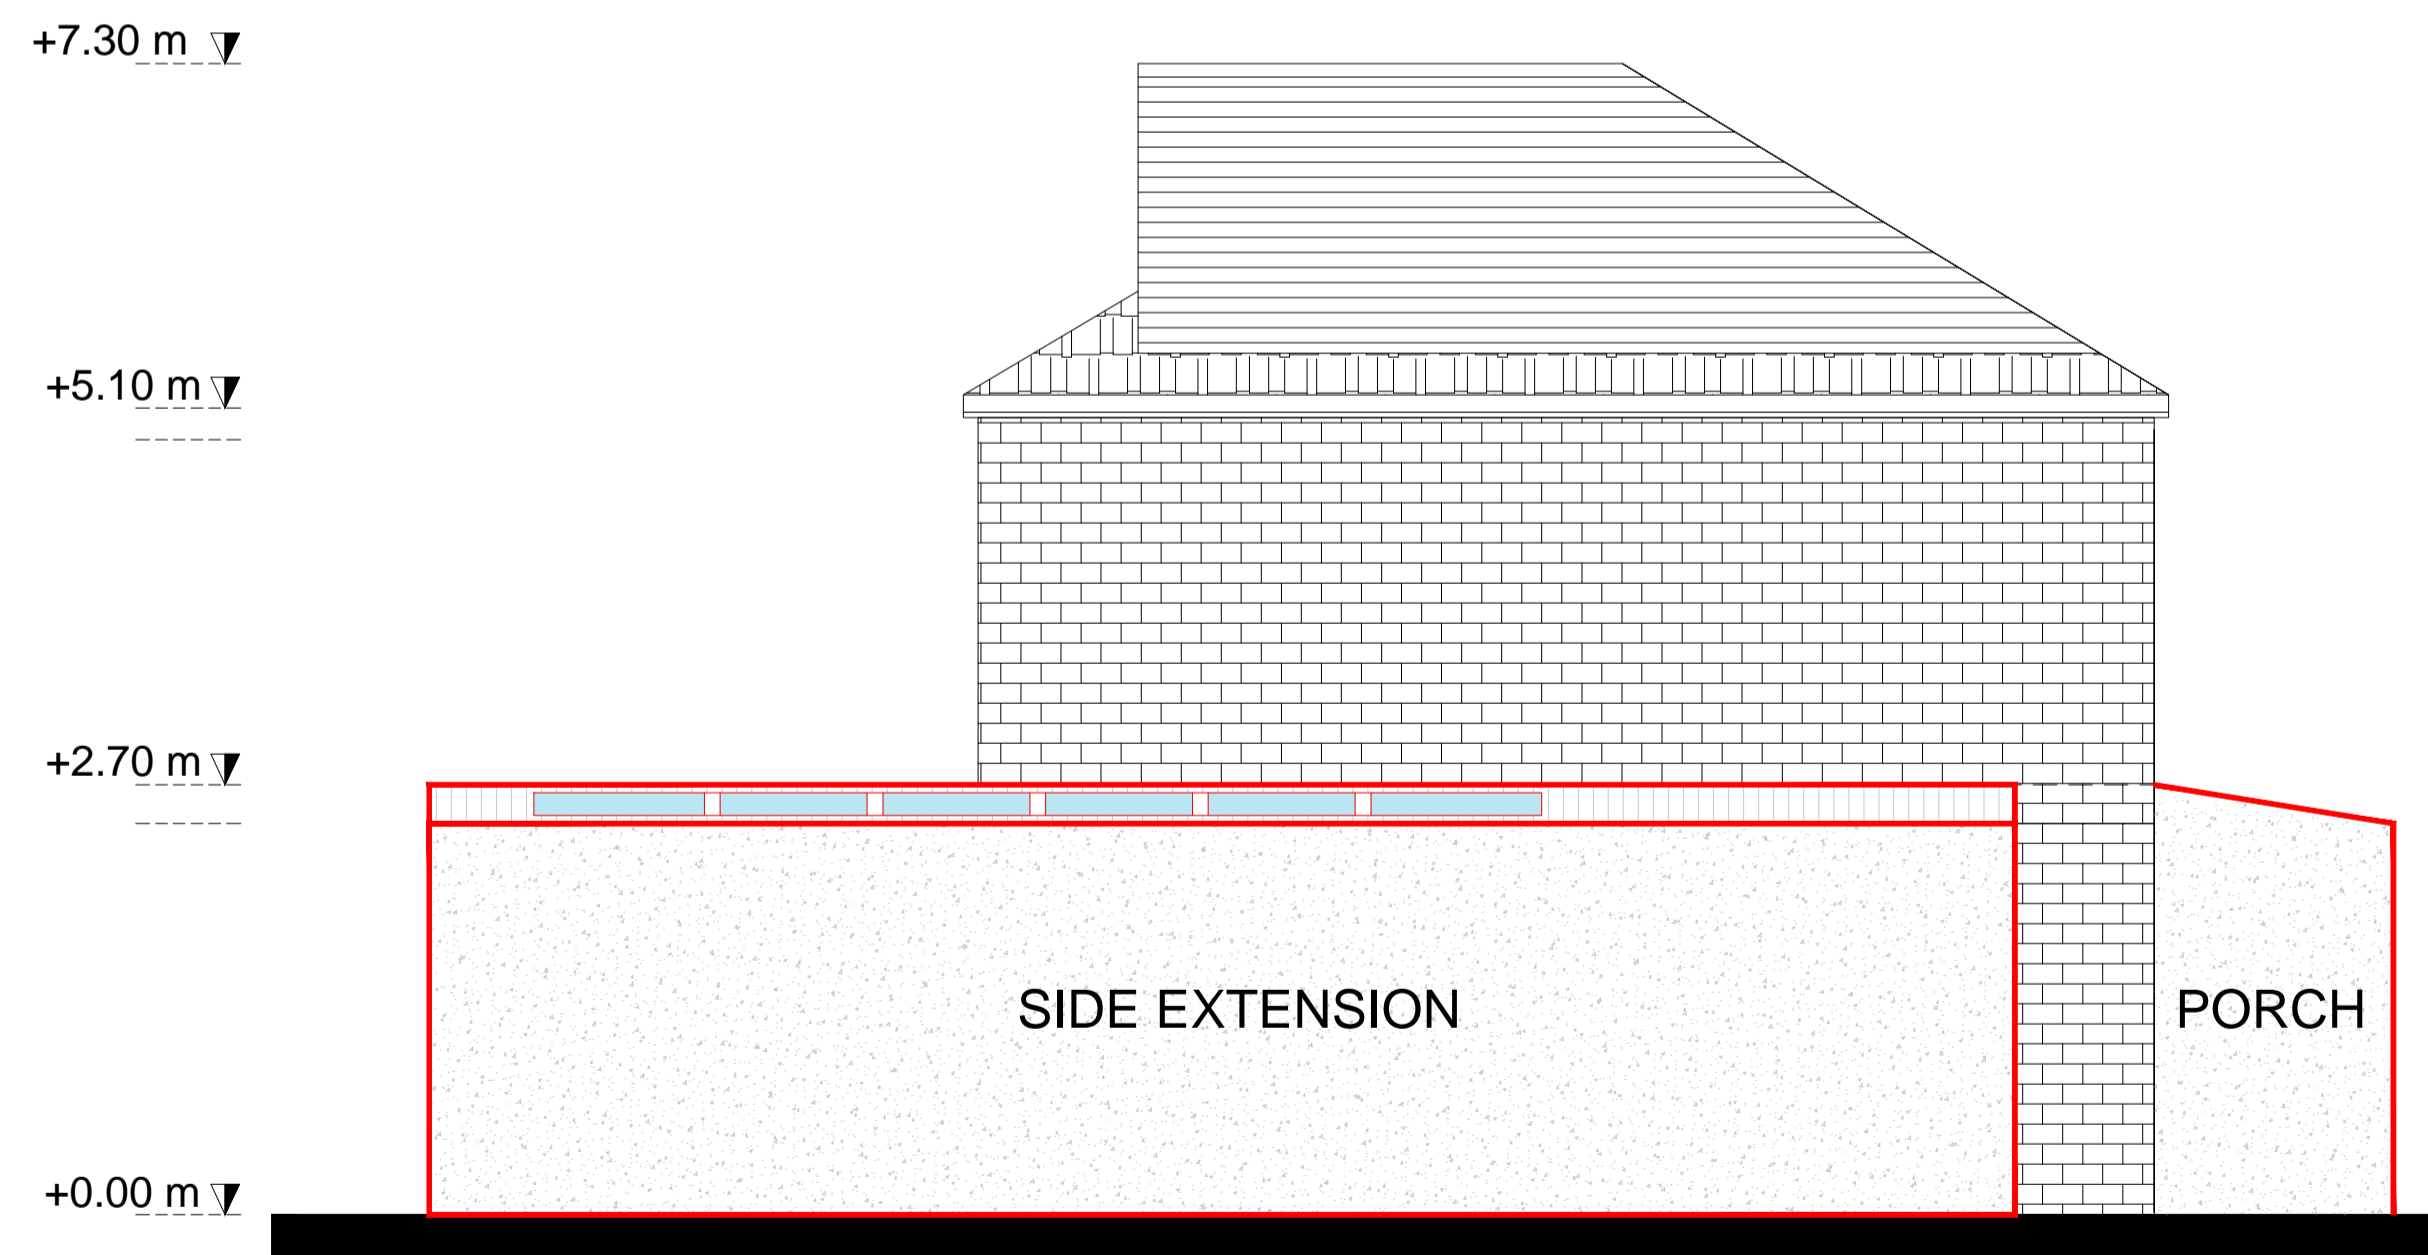 +7.30 m
+5.10 m
+2.70 m
SIDE EXTENSION
PORCH
+0.00 m